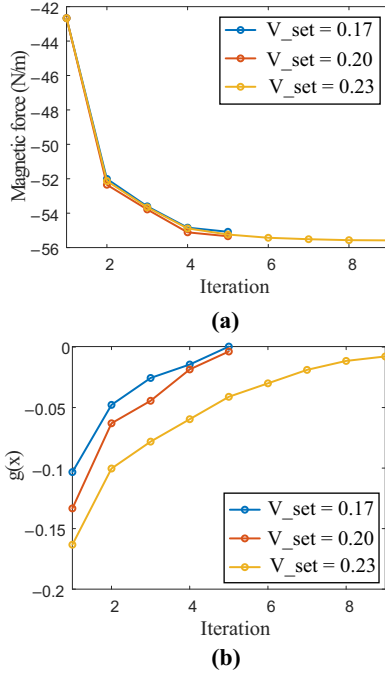 −42
−44
−46
−48
−50
−52
−54
−56
Magnetic force (N/m)
V_set = 0.17
V_set = 0.20
V_set = 0.23
2
4
6
8
Iteration
(a)
0
−0.05
−0.1
−0.15
−0.2
g(x)
V_set = 0.17
V_set = 0.20
V_set = 0.23
2
4
6
8
Iteration
(b)